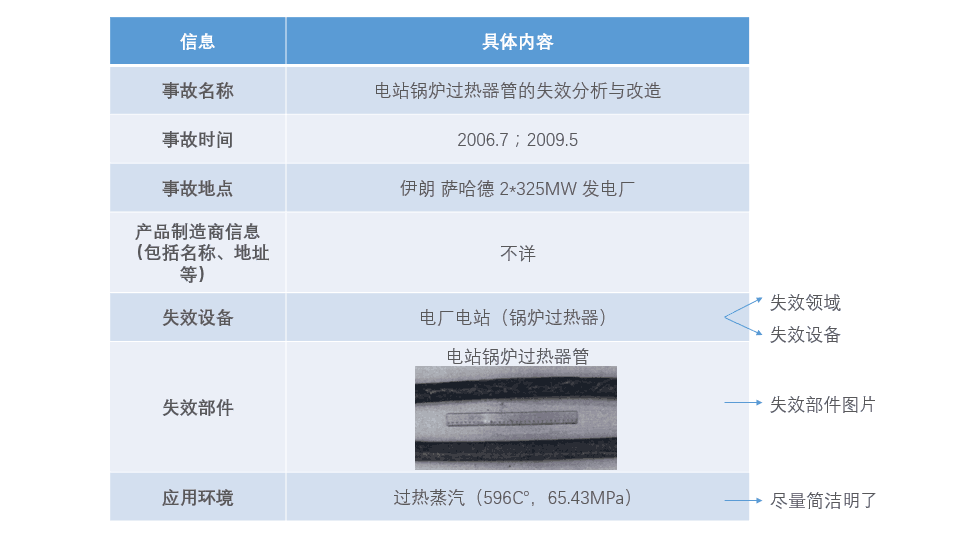 信息
具体内容
事故名称
电站锅炉过热器管的失效分析与改造
事故时间
2006.7；2009.5
事故地点
伊朗 萨哈德 2*325MW 发电厂
产品制造商信息
（包括名称、地址
等）
不详
失效设备
电厂电站（锅炉过热器）
失效领域
失效设备
失效部件
电站锅炉过热器管
失效部件图片
应用环境
过热蒸汽（596C°，65.43MPa）
尽量简洁明了